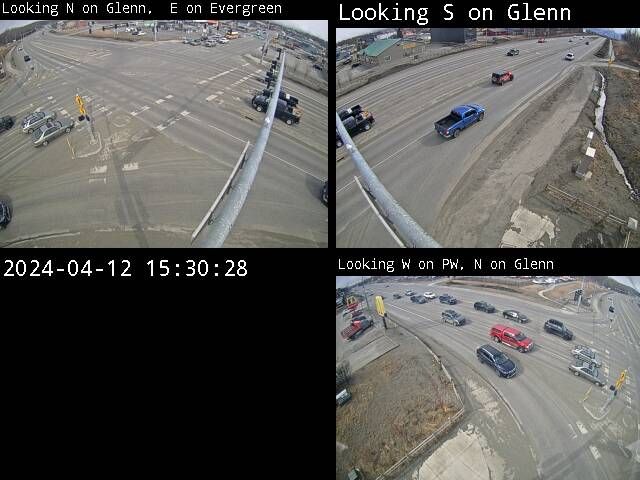 Looking N on Glenn, E on Evergreen
Looking S on Glenn
2024-04-12 15:30:28
Looking W on PW, N on Glenn